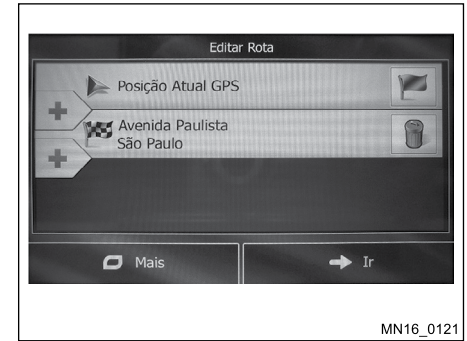 Editar Rota
Posição Atual GPS
Avenida Paulista
São Paulo
Mais
Ir
MN16_0121